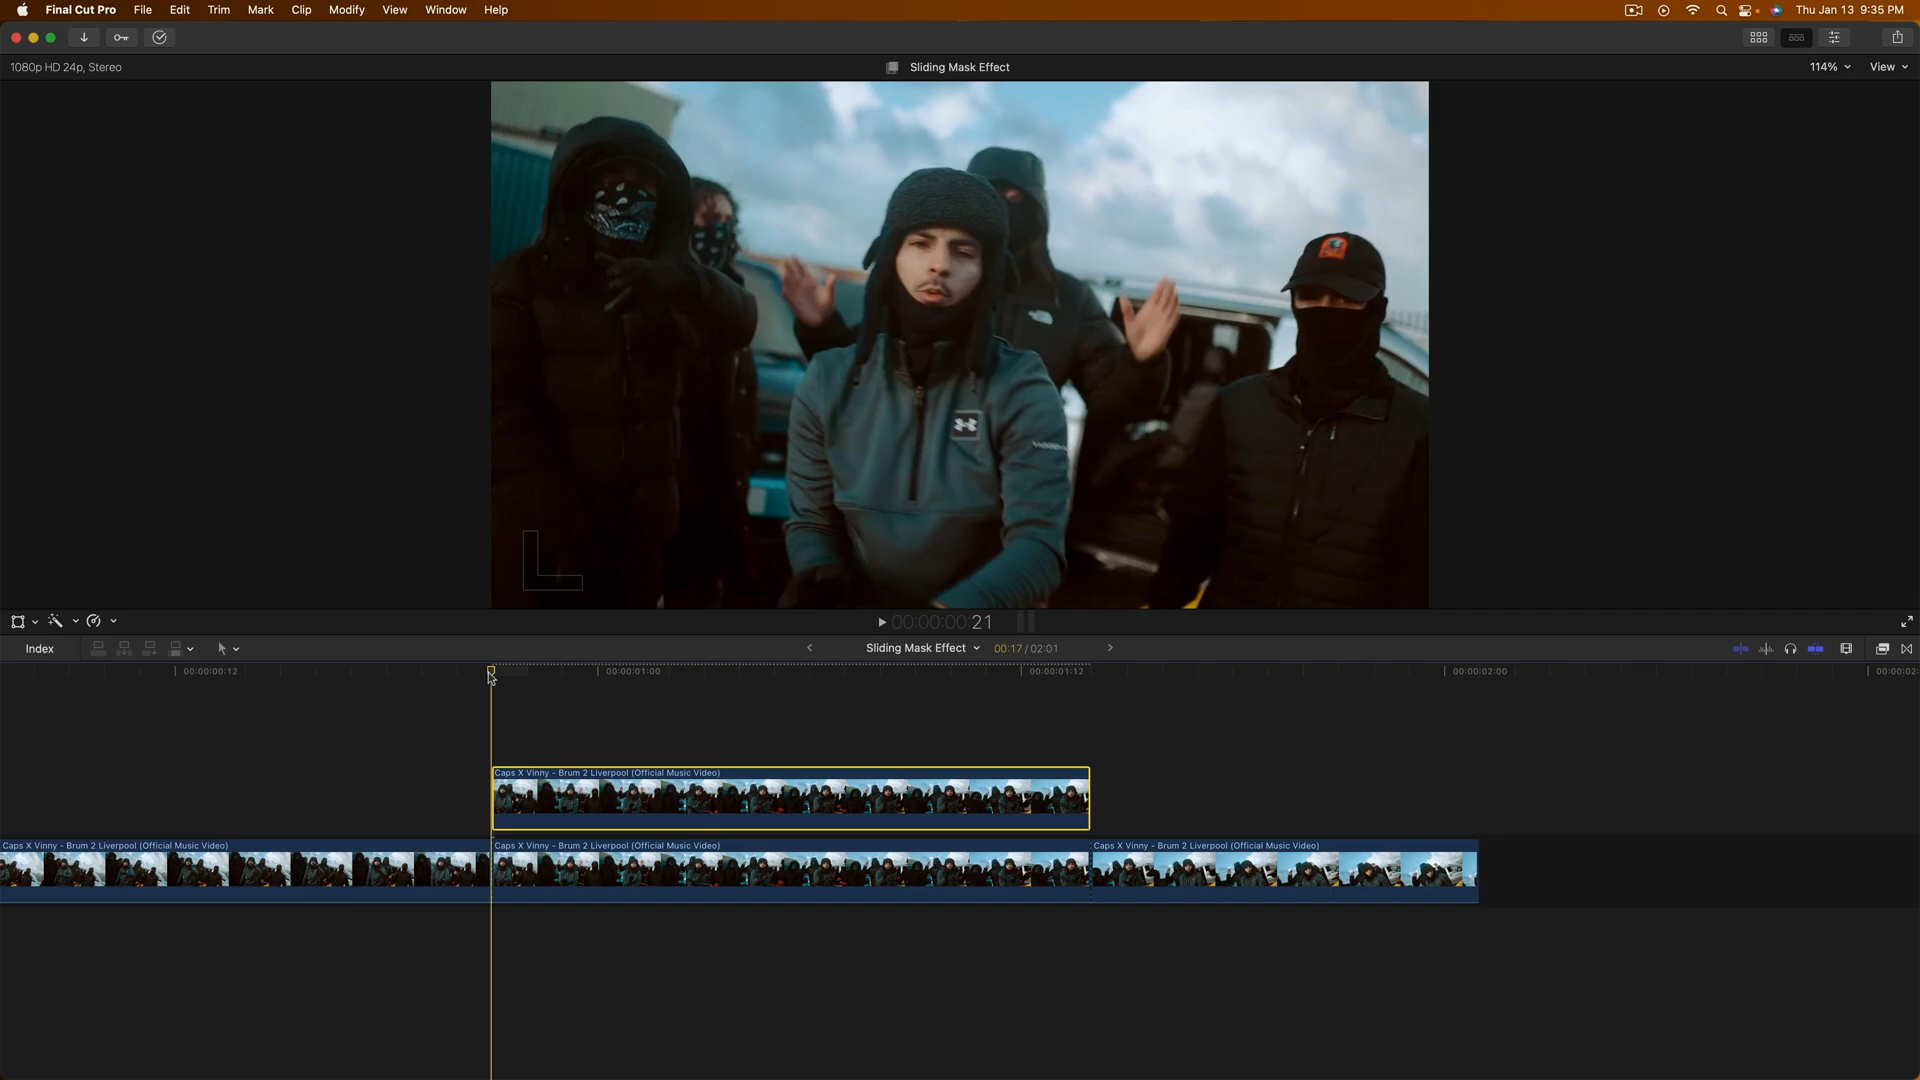 Final Cut Pro File Edit Trim Mark Clip Modify View Window Help Thu Jan 13 9:35 PM
1080p HD 24p, Stereo Sliding Mask Effect 114% View
00:00:00:21
Index Sliding Mask Effect 00:17 / 02:01
00:00:00:12 00:00:01:00 00:00:01:12 00:00:02:00 00:00:02:
Caps X Vinny - Brum 2 Liverpool (Official Music Video)
Caps X Vinny - Brum 2 Liverpool (Official Music Video) Caps X Vinny - Brum 2 Liverpool (Official Music Video) Caps X Vinny - Brum 2 Liverpool (Official Music Video)